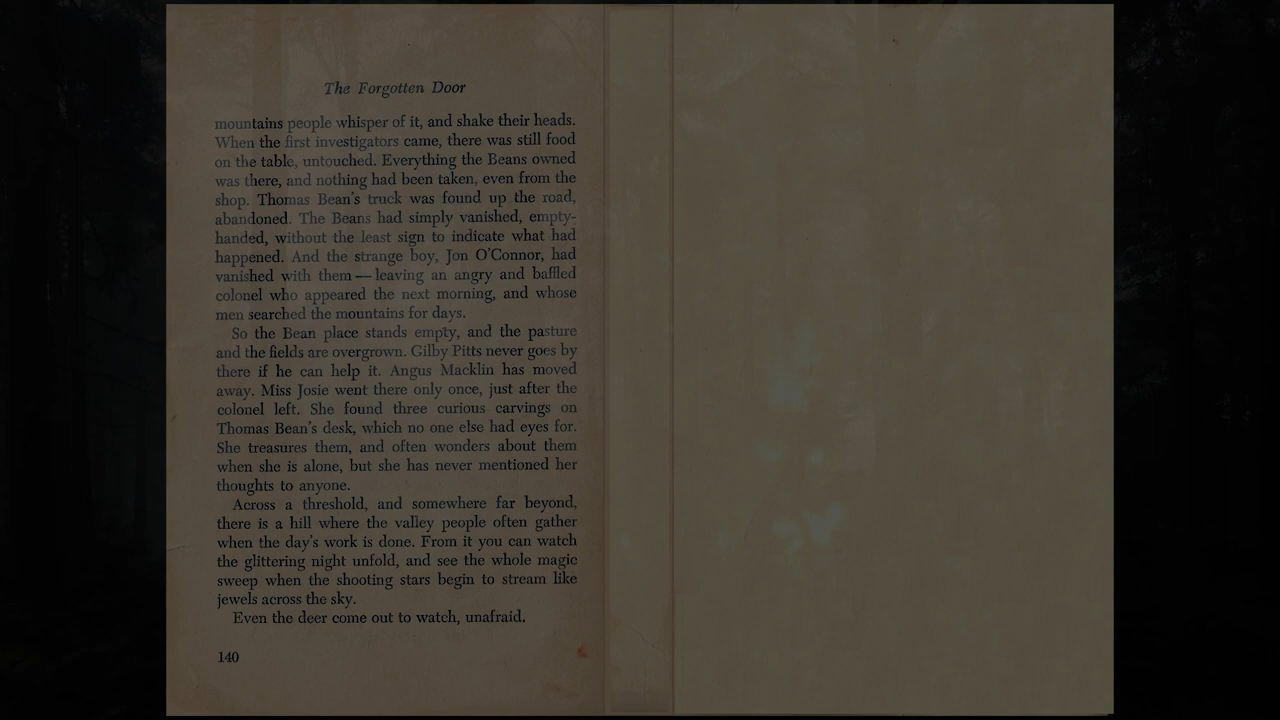 The Forgotten Door
mountains people whisper of it, and shake their heads.
When the first investigators came, there was still food
on the table, untouched. Everything the Beans owned
was there, and nothing had been taken, even from the
shop. Thomas Bean's truck was found up the road,
abandoned. The Beans had simply vanished, empty-
handed, without the least sign to indicate what had
happened. And the strange boy, Jon O'Connor, had
vanished with them — leaving an angry and baffled
colonel who appeared the next morning, and whose
men searched the mountains for days.
So the Bean place stands empty, and the pasture
and the fields are overgrown. Gilby Pitts never goes by
there if he can help it. Angus Macklin has moved
away. Miss Josie went there only once, just after the
colonel left. She found three curious carvings on
Thomas Bean's desk, which no one else had eyes for.
She treasures them, and often wonders about them
when she is alone, but she has never mentioned her
thoughts to anyone.
Across a threshold, and somewhere far beyond,
there is a hill where the valley people often gather
when the day's work is done. From it you can watch
the glittering night unfold, and see the whole magic
sweep when the shooting stars begin to stream like
jewels across the sky.
Even the deer come out to watch, unafraid.
140